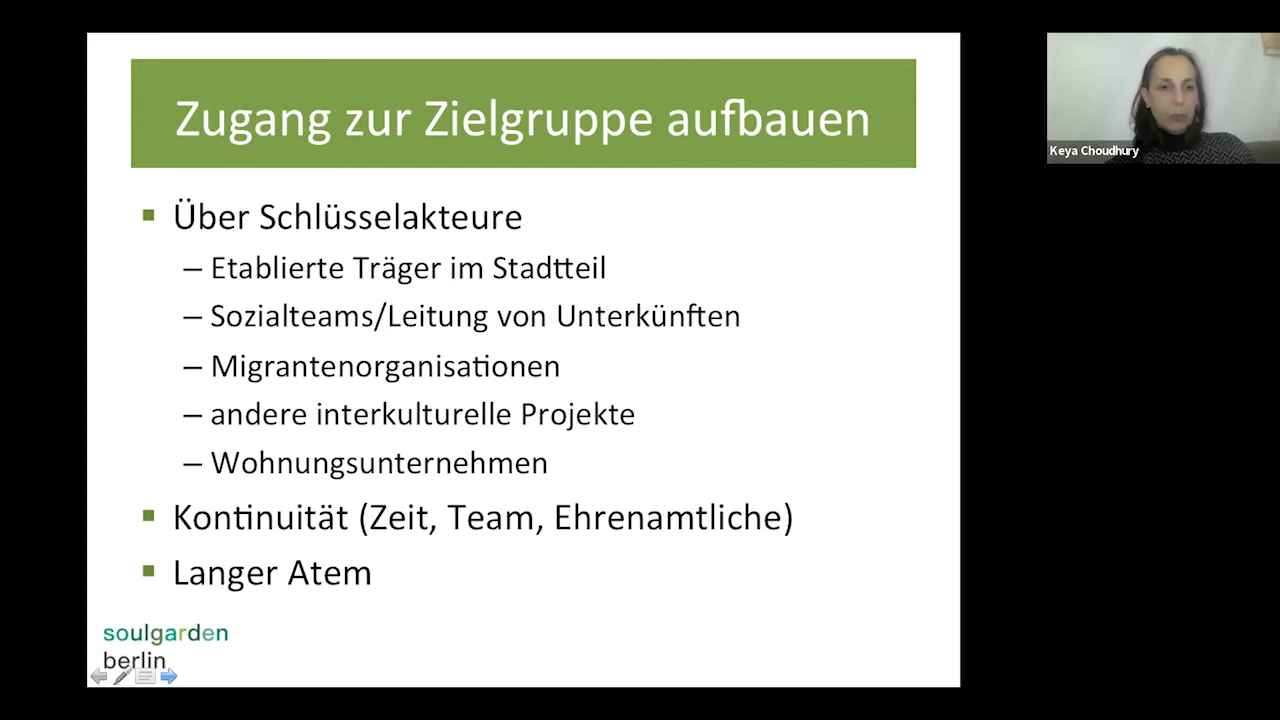 Zugang zur Zielgruppe aufbauen
Über Schlüsselakteure
– Etablierte Träger im Stadtteil
– Sozialteams/Leitung von Unterkünften
– Migrantenorganisationen
– andere interkulturelle Projekte
– Wohnungsunternehmen
Kontinuität (Zeit, Team, Ehrenamtliche)
Langer Atem
soulgarden
berlin
Keya Choudhury